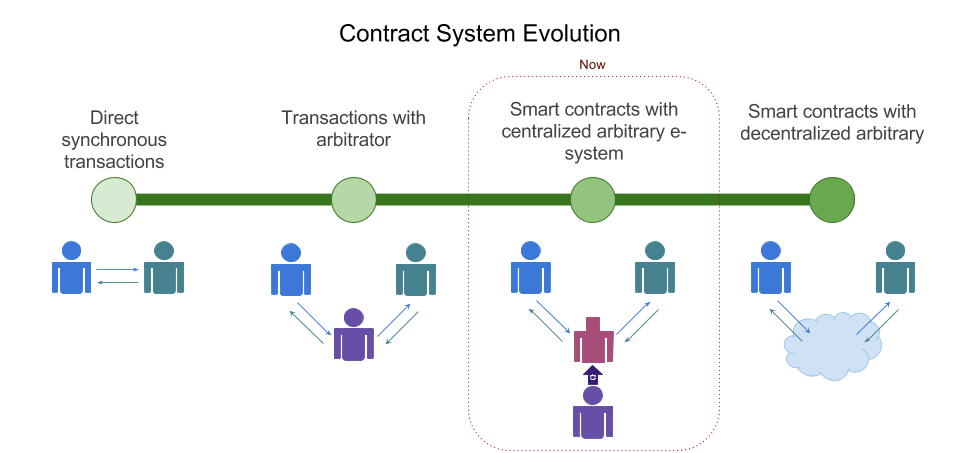 Contract System Evolution
Now
Direct
synchronous
transactions
Transactions with
arbitrator
Smart contracts with
centralized arbitrary e-
system
Smart contracts with
decentralized arbitrary